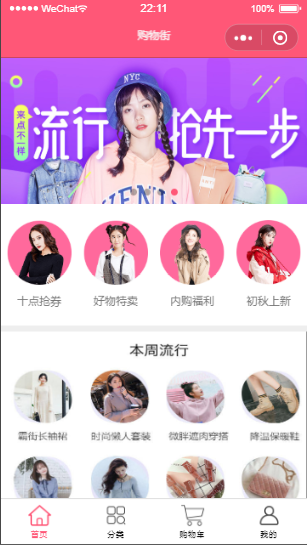 WeChat 22:11 100%
购物街
来点不一样
NYC
流行 抢先一步
十点抢券 好物特卖 内购福利 初秋上新
本周流行
霸街长袖裙 时尚懒人套装 微胖遮肉穿搭 降温保暖鞋
首页 分类 购物车 我的